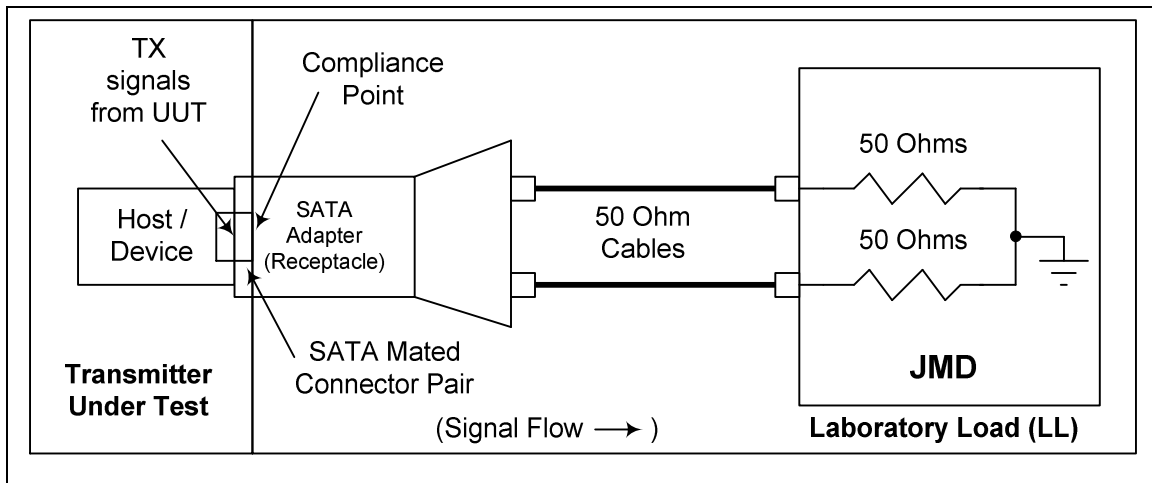 TX
signals
from UUT
Compliance
Point
Host /
Device
SATA
Adapter
(Receptacle)
50 Ohm
Cables
50 Ohms
50 Ohms
JMD
SATA Mated
Connector Pair
Transmitter
Under Test
(Signal Flow → )
Laboratory Load (LL)